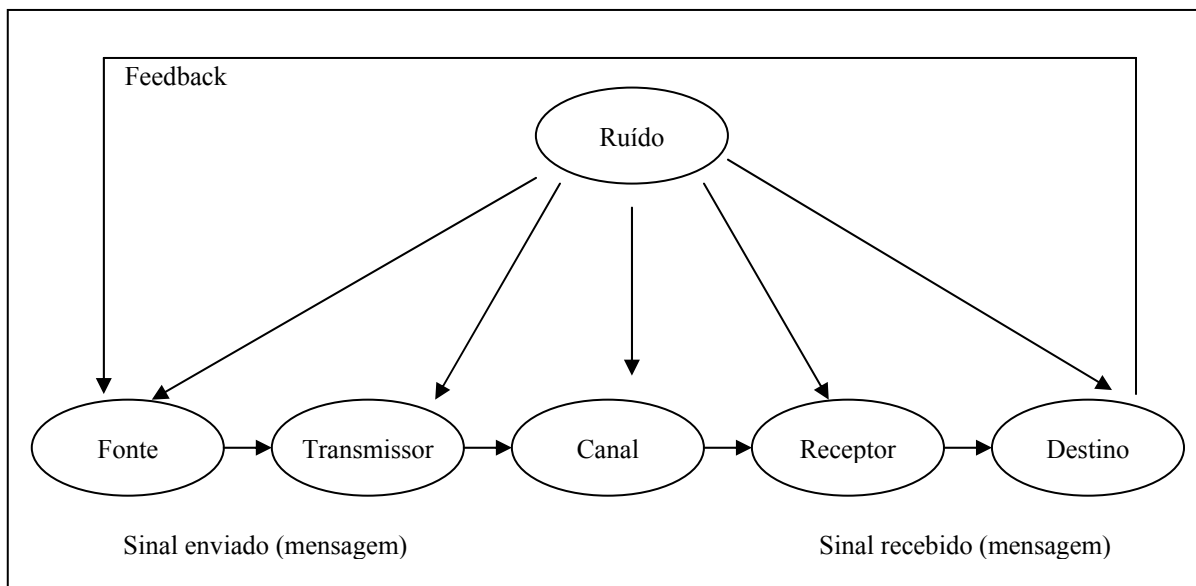 Feedback
Ruído
Fonte
Transmissor
Canal
Receptor
Destino
Sinal enviado (mensagem)
Sinal recebido (mensagem)